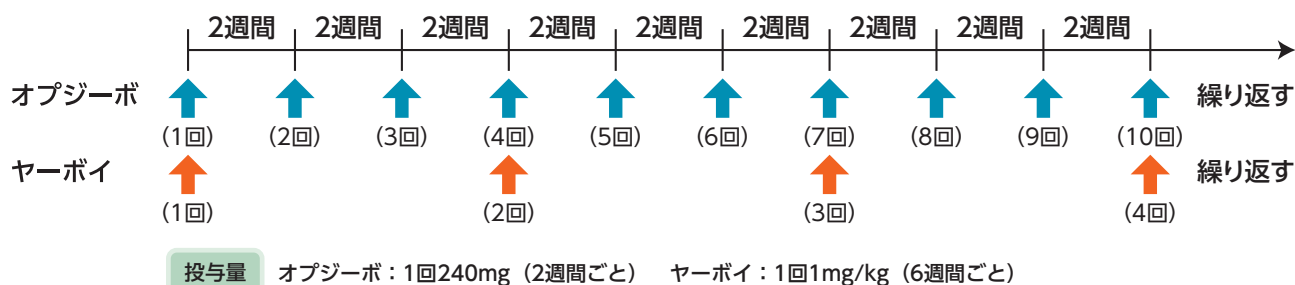 2週間 2週間 2週間 2週間 2週間 2週間 2週間 2週間 2週間
オプジーボ 繰り返す
(1回) (2回) (3回) (4回) (5回) (6回) (7回) (8回) (9回) (10回)
ヤーボイ 繰り返す
(1回) (2回) (3回) (4回)
投与量 オプジーボ：1回240mg（2週間ごと） ヤーボイ：1回1mg/kg（6週間ごと）